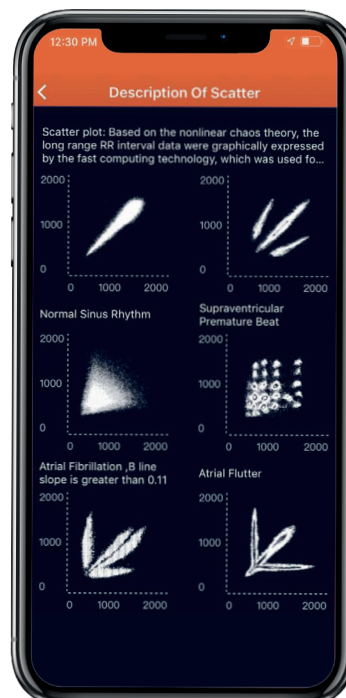 12:30 PM
Description Of Scatter
Scatter plot: Based on the nonlinear chaos theory, the
long range RR interval data were graphically expressed
by the fast computing technology, which was used fo...
2000
1000
0
0 1000 2000
2000
1000
0
0 1000 2000
Normal Sinus Rhythm
Supraventricular
Premature Beat
2000
1000
0
0 1000 2000
2000
1000
0
0 1000 2000
Atrial Fibrillation ,B line
slope is greater than 0.11
Atrial Flutter
2000
1000
0
0 1000 2000
2000
1000
0
0 1000 2000